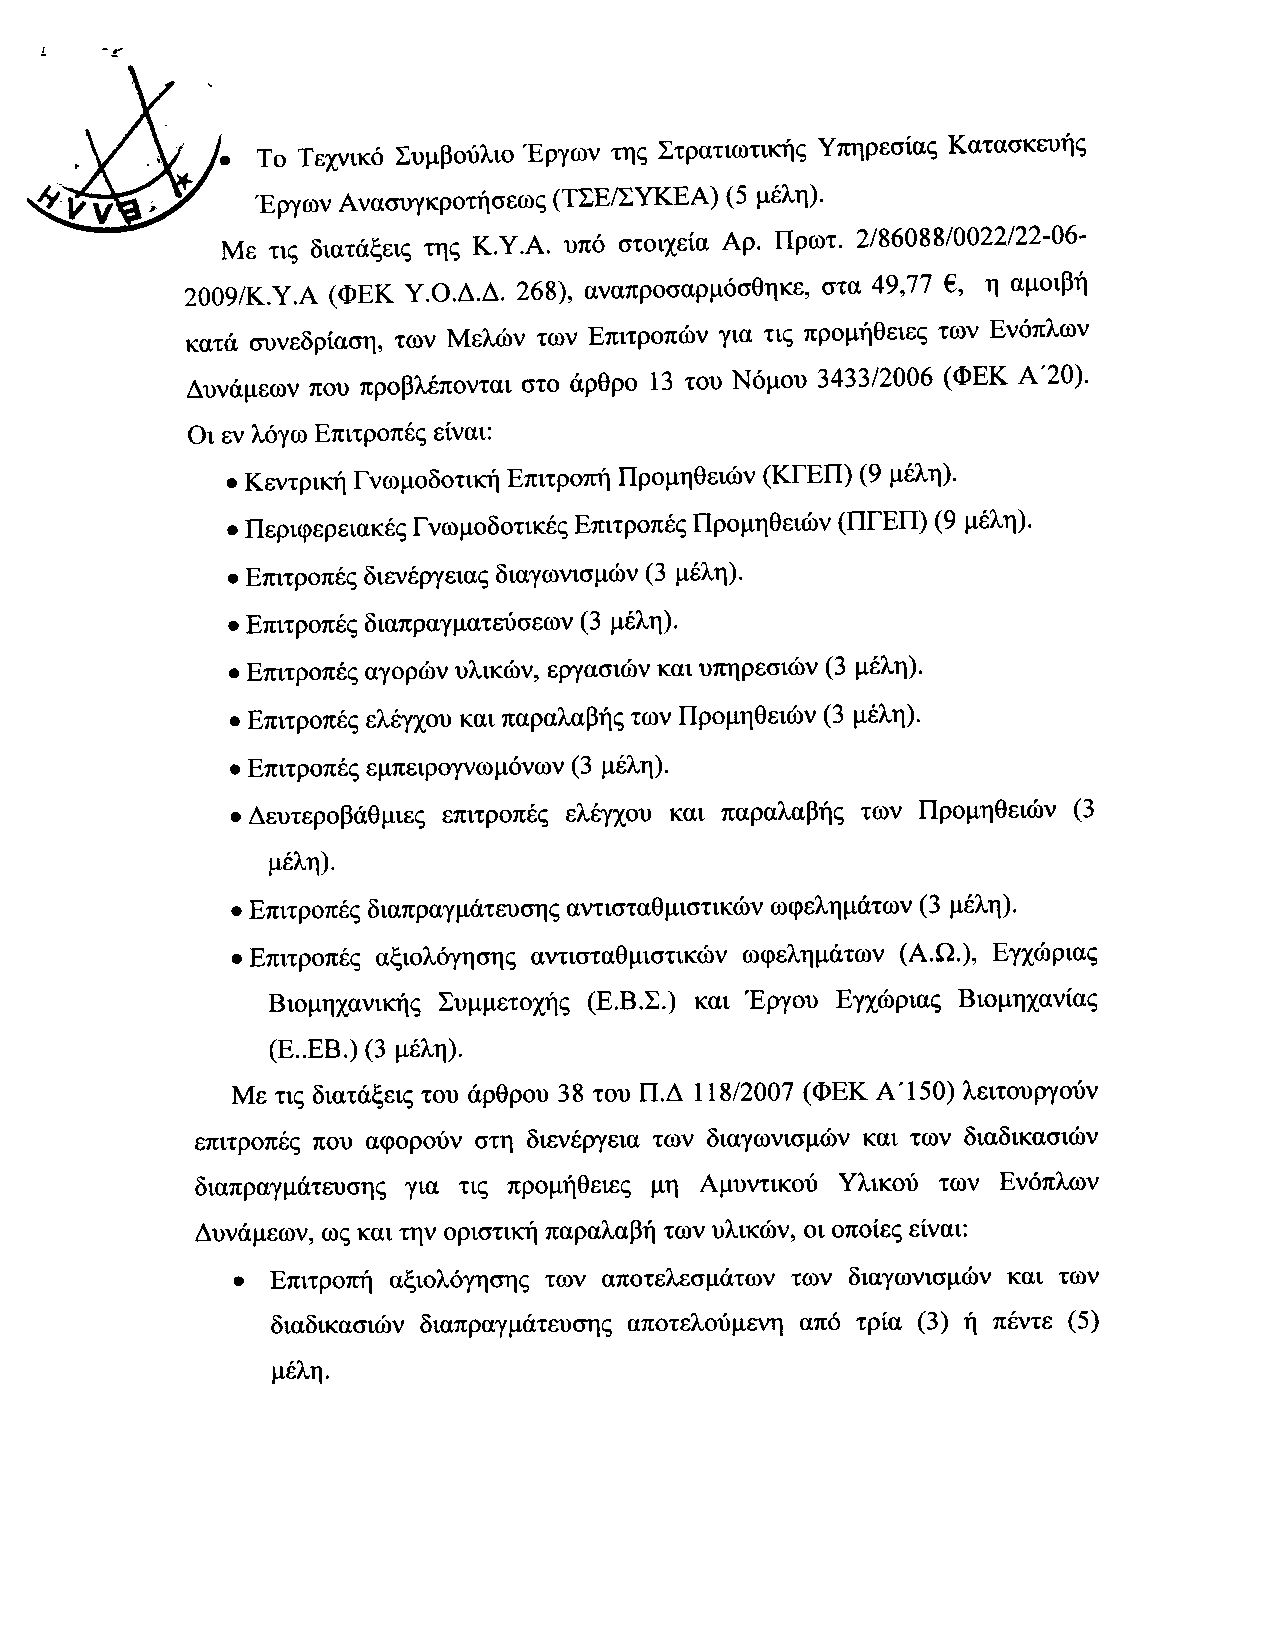 • Το Τεχνικό Συμβούλιο Έργων της Στρατιωτικής Υπηρεσίας Κατασκευής
Έργων Ανασυγκροτήσεως (ΤΣΕ/ΣΥΚΕΑ) (5 μέλη).
Με τις διατάξεις της Κ.Υ.Α. υπό στοιχεία Αρ. Πρωτ. 2/86088/0022/22-06-
2009/Κ.Υ.Α (ΦΕΚ Υ.Ο.Δ.Δ. 268), αναπροσαρμόσθηκε, στα 49,77 €, η αμοιβή
κατά συνεδρίαση, των Μελών των Επιτροπών για τις προμήθειες των Ενόπλων
Δυνάμεων που προβλέπονται στο άρθρο 13 του Νόμου 3433/2006 (ΦΕΚ Α΄20).
Οι εν λόγω Επιτροπές είναι:
• Κεντρική Γνωμοδοτική Επιτροπή Προμηθειών (ΚΓΕΠ) (9 μέλη).
• Περιφερειακές Γνωμοδοτικές Επιτροπές Προμηθειών (ΠΓΕΠ) (9 μέλη).
• Επιτροπές διενέργειας διαγωνισμών (3 μέλη).
• Επιτροπές διαπραγματεύσεων (3 μέλη).
• Επιτροπές αγορών υλικών, εργασιών και υπηρεσιών (3 μέλη).
• Επιτροπές ελέγχου και παραλαβής των Προμηθειών (3 μέλη).
• Επιτροπές εμπειρογνωμόνων (3 μέλη).
• Δευτεροβάθμιες επιτροπές ελέγχου και παραλαβής των Προμηθειών (3
μέλη).
• Επιτροπές διαπραγμάτευσης αντισταθμιστικών ωφελημάτων (3 μέλη).
• Επιτροπές αξιολόγησης αντισταθμιστικών ωφελημάτων (Α.Ω.), Εγχώριας
Βιομηχανικής Συμμετοχής (Ε.Β.Σ.) και Έργου Εγχώριας Βιομηχανίας
(Ε..ΕΒ.) (3 μέλη).
Με τις διατάξεις του άρθρου 38 του Π.Δ 118/2007 (ΦΕΚ Α΄150) λειτουργούν
επιτροπές που αφορούν στη διενέργεια των διαγωνισμών και των διαδικασιών
διαπραγμάτευσης για τις προμήθειες μη Αμυντικού Υλικού των Ενόπλων
Δυνάμεων, ως και την οριστική παραλαβή των υλικών, οι οποίες είναι:
• Επιτροπή αξιολόγησης των αποτελεσμάτων των διαγωνισμών και των
διαδικασιών διαπραγμάτευσης αποτελούμενη από τρία (3) ή πέντε (5)
μέλη.